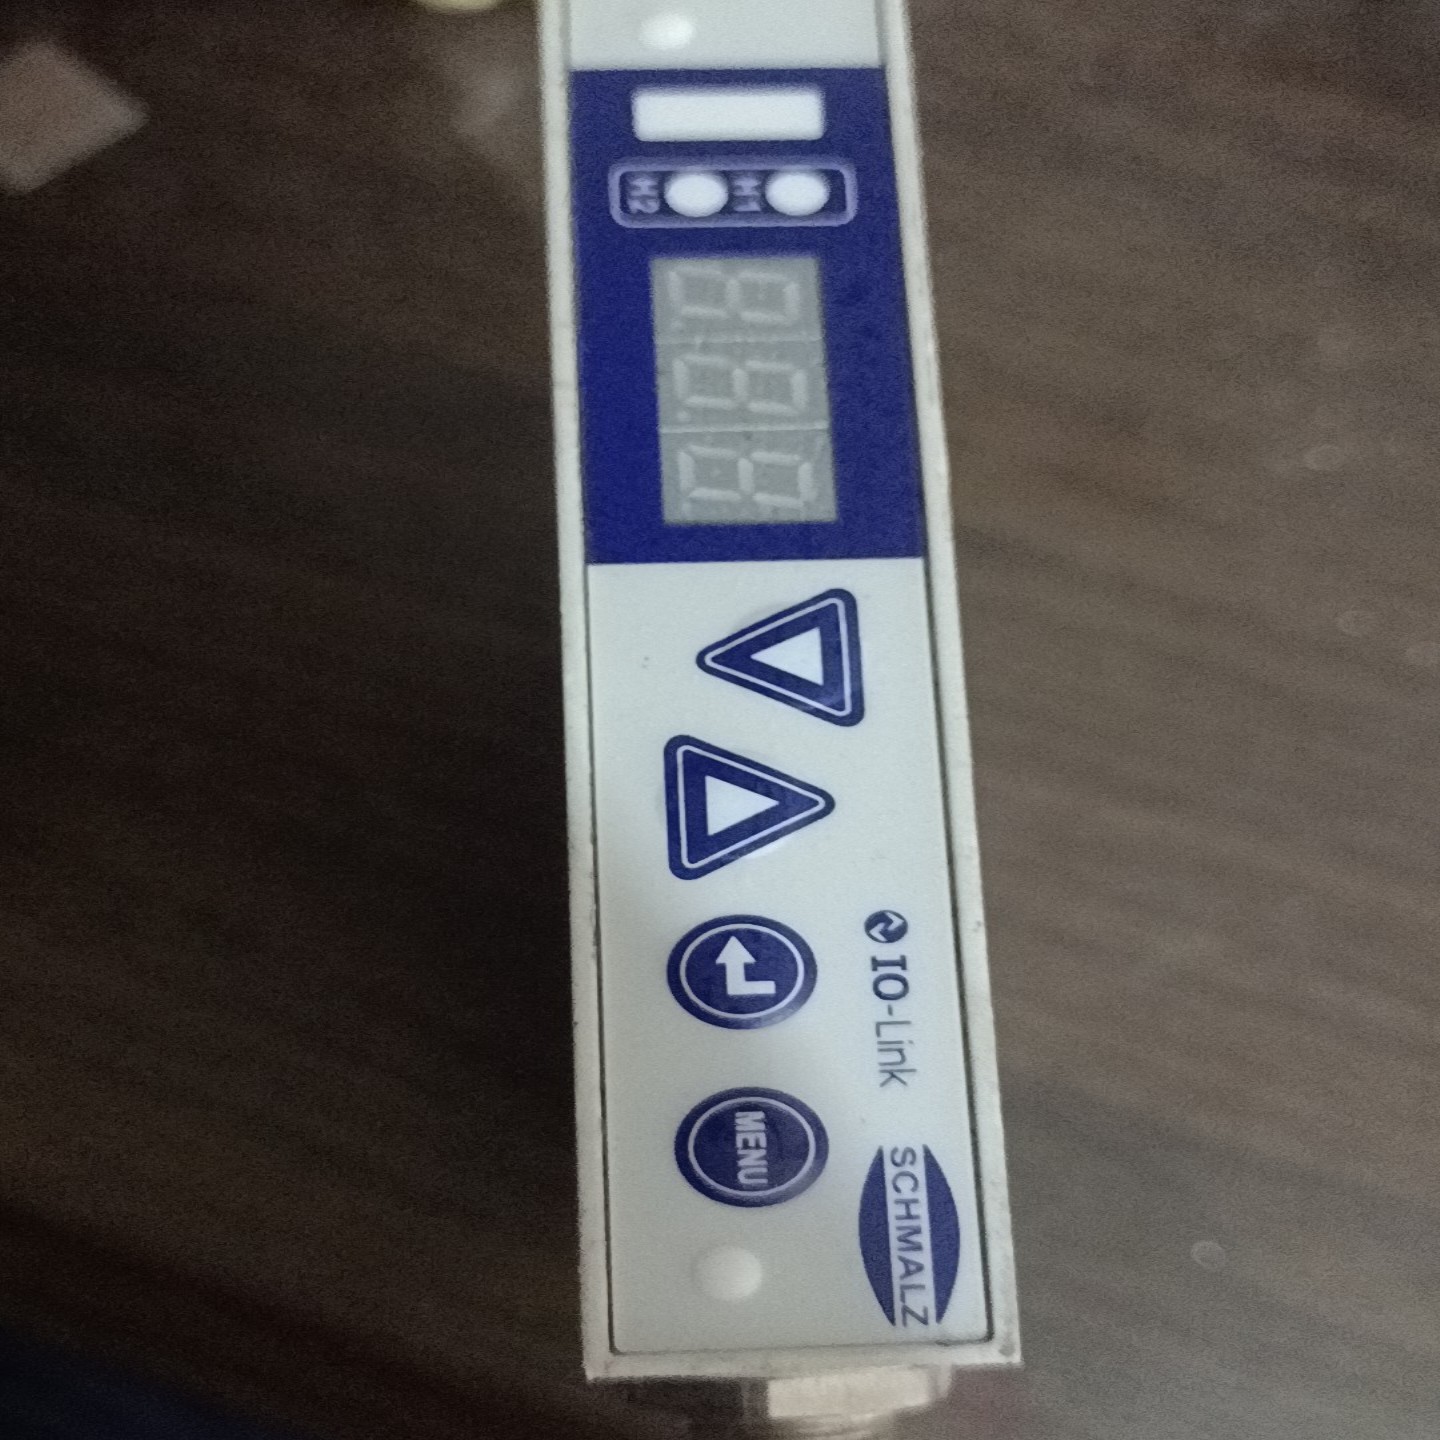 H2 H1
IO-Link
MENU
SCHMALZ